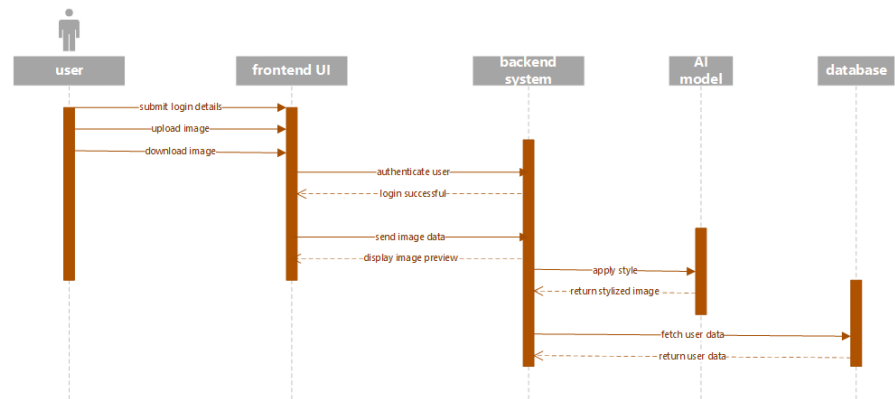 user
frontend UI
backend
system
AI
model
database
submit login details
upload image
download image
authenticate user
login successful
send image data
display image preview
apply style
return stylized image
fetch user data
return user data